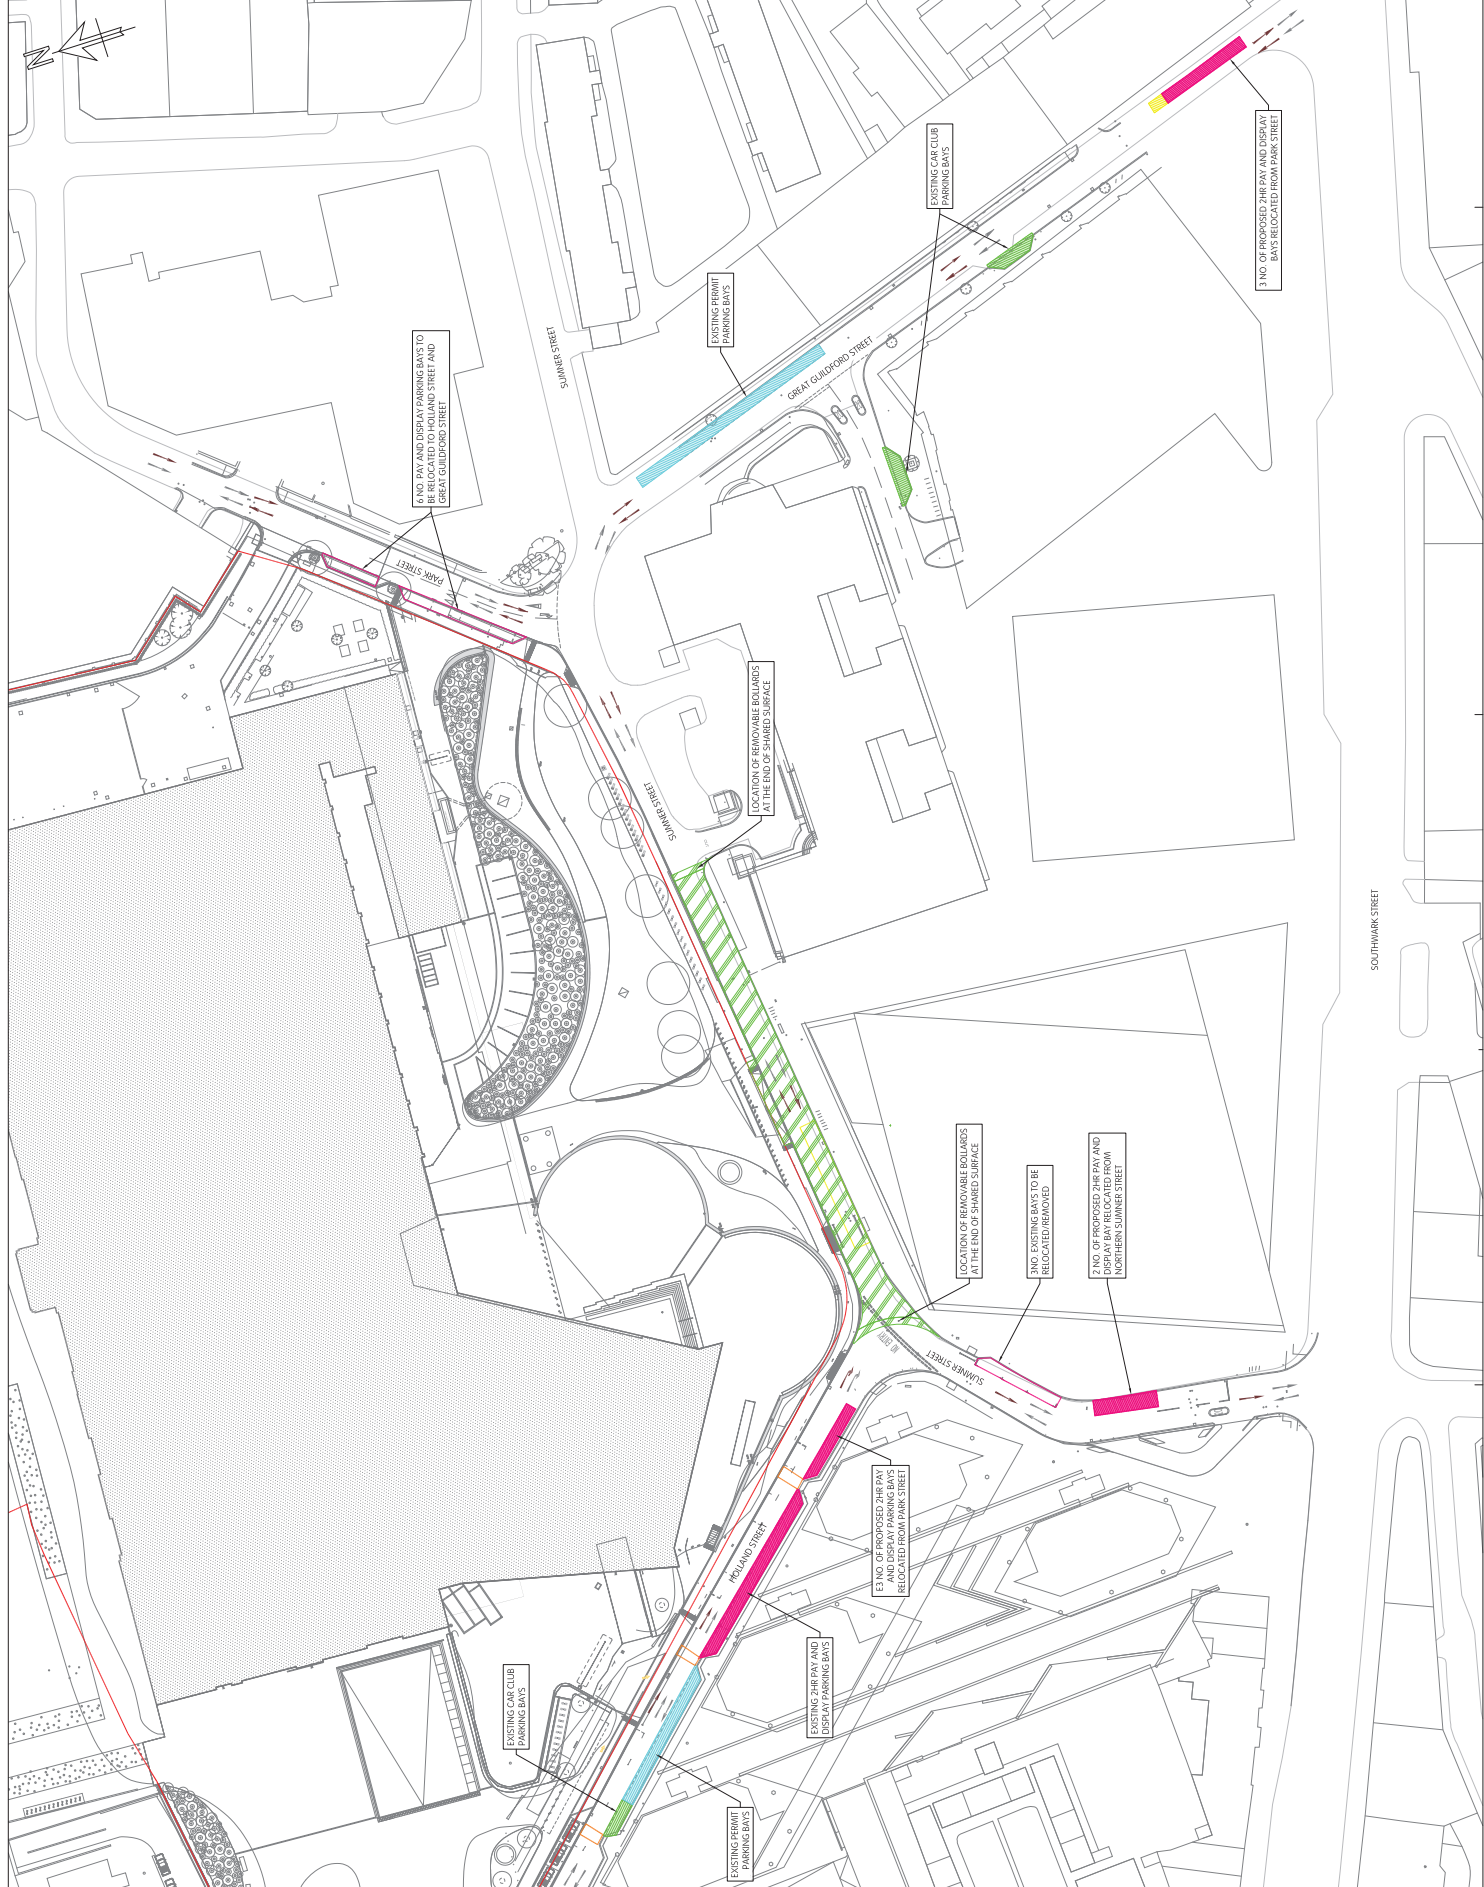 N
3 NO. OF PROPOSED 2HR PAY AND DISPLAY
BAYS RELOCATED FROM PARK STREET
EXISTING CAR CLUB
PARKING BAYS
EXISTING PERMIT
PARKING BAYS
GREAT GUILDFORD STREET
SUMNER STREET
6 NO. PAY AND DISPLAY PARKING BAYS TO
BE RELOCATED TO HOLLAND STREET AND
GREAT GUILDFORD STREET
PARK STREET
LOCATION OF REMOVABLE BOLLARDS
AT THE END OF SHARED SURFACE
SUMNER STREET
SOUTHWARK STREET
LOCATION OF REMOVABLE BOLLARDS
AT THE END OF SHARED SURFACE
3NO. EXISTING BAYS TO BE
RELOCATED/REMOVED
2 NO. OF PROPOSED 2HR PAY AND
DISPLAY BAY RELOCATED FROM
NORTHERN SUMNER STREET
NO ENTRY
SUMNER STREET
E3 NO. OF PROPOSED 2HR PAY
AND DISPLAY PARKING BAYS
RELOCATED FROM PARK STREET
HOLLAND STREET
EXISTING 2HR PAY AND
DISPLAY PARKING BAYS
EXISTING CAR CLUB
PARKING BAYS
EXISTING PERMIT
PARKING BAYS